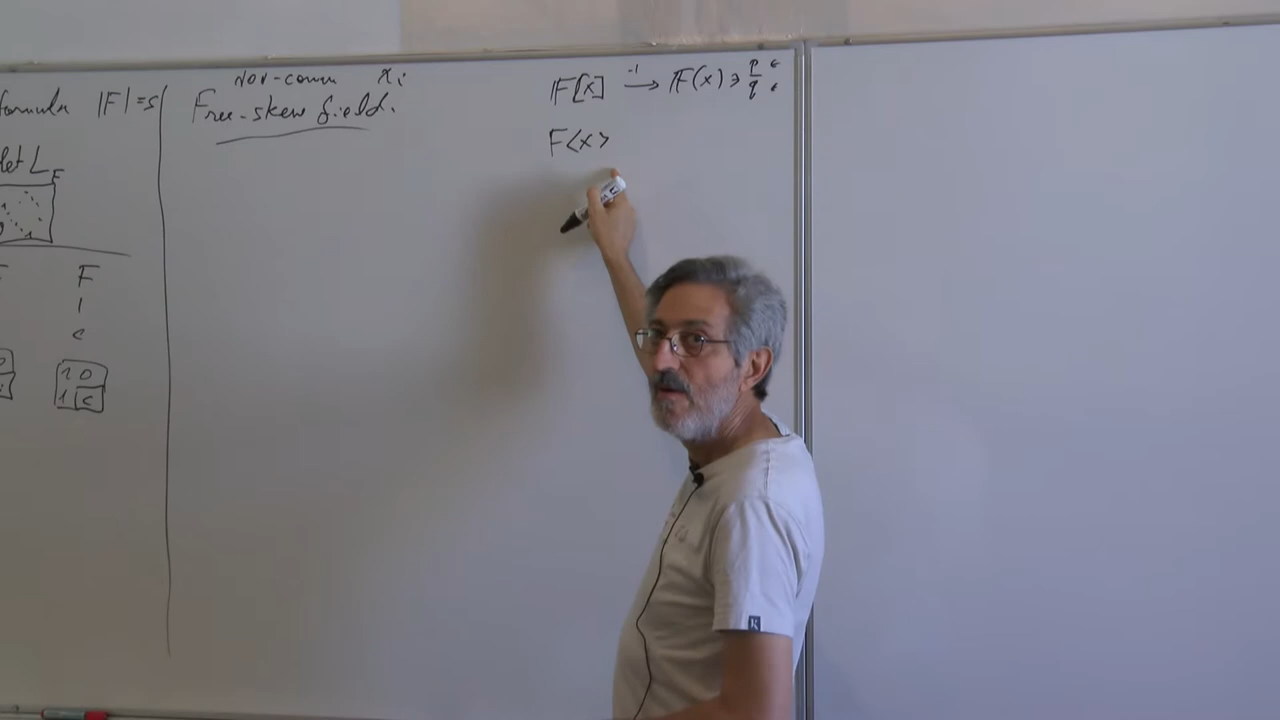 formula |F|=s
let L_F
F
1
c
1 0
1 c
non-comm x_i
Free-skew field.
F[x] -1→ F(x) ∋ p/q
F<x>